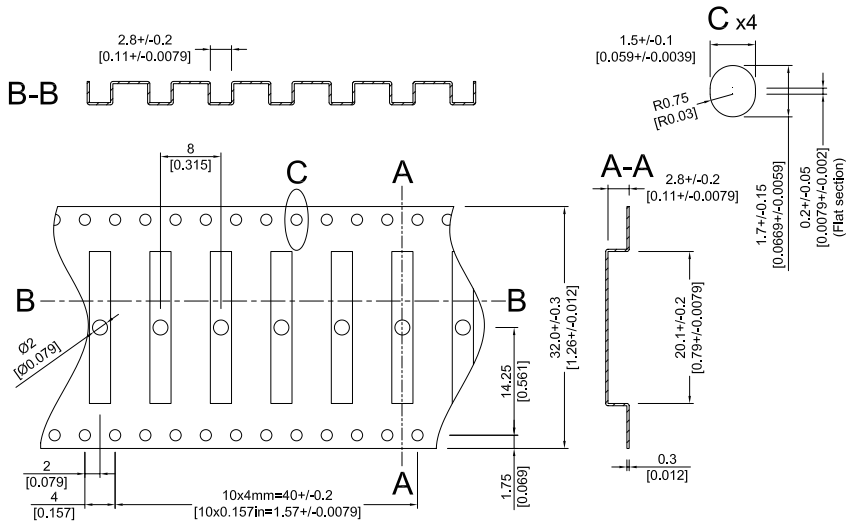 2.8+/-0.2
[0.11+/-0.0079]
B-B
C x4
1.5+/-0.1
[0.059+/-0.0039]
R0.75
[R0.03]
1.7+/-0.15
[0.0669+/-0.0059]
0.2+/-0.05
[0.0079+/-0.002]
(Flat section)
8
[0.315]
C
A
A-A
2.8+/-0.2
[0.11+/-0.0079]
B
B
Ø2
[Ø0.079]
14.25
[0.561]
32.0+/-0.3
[1.26+/-0.012]
20.1+/-0.2
[0.79+/-0.0079]
2
[0.079]
4
[0.157]
10x4mm=40+/-0.2
[10x0.157in=1.57+/-0.0079]
A
1.75
[0.069]
0.3
[0.012]